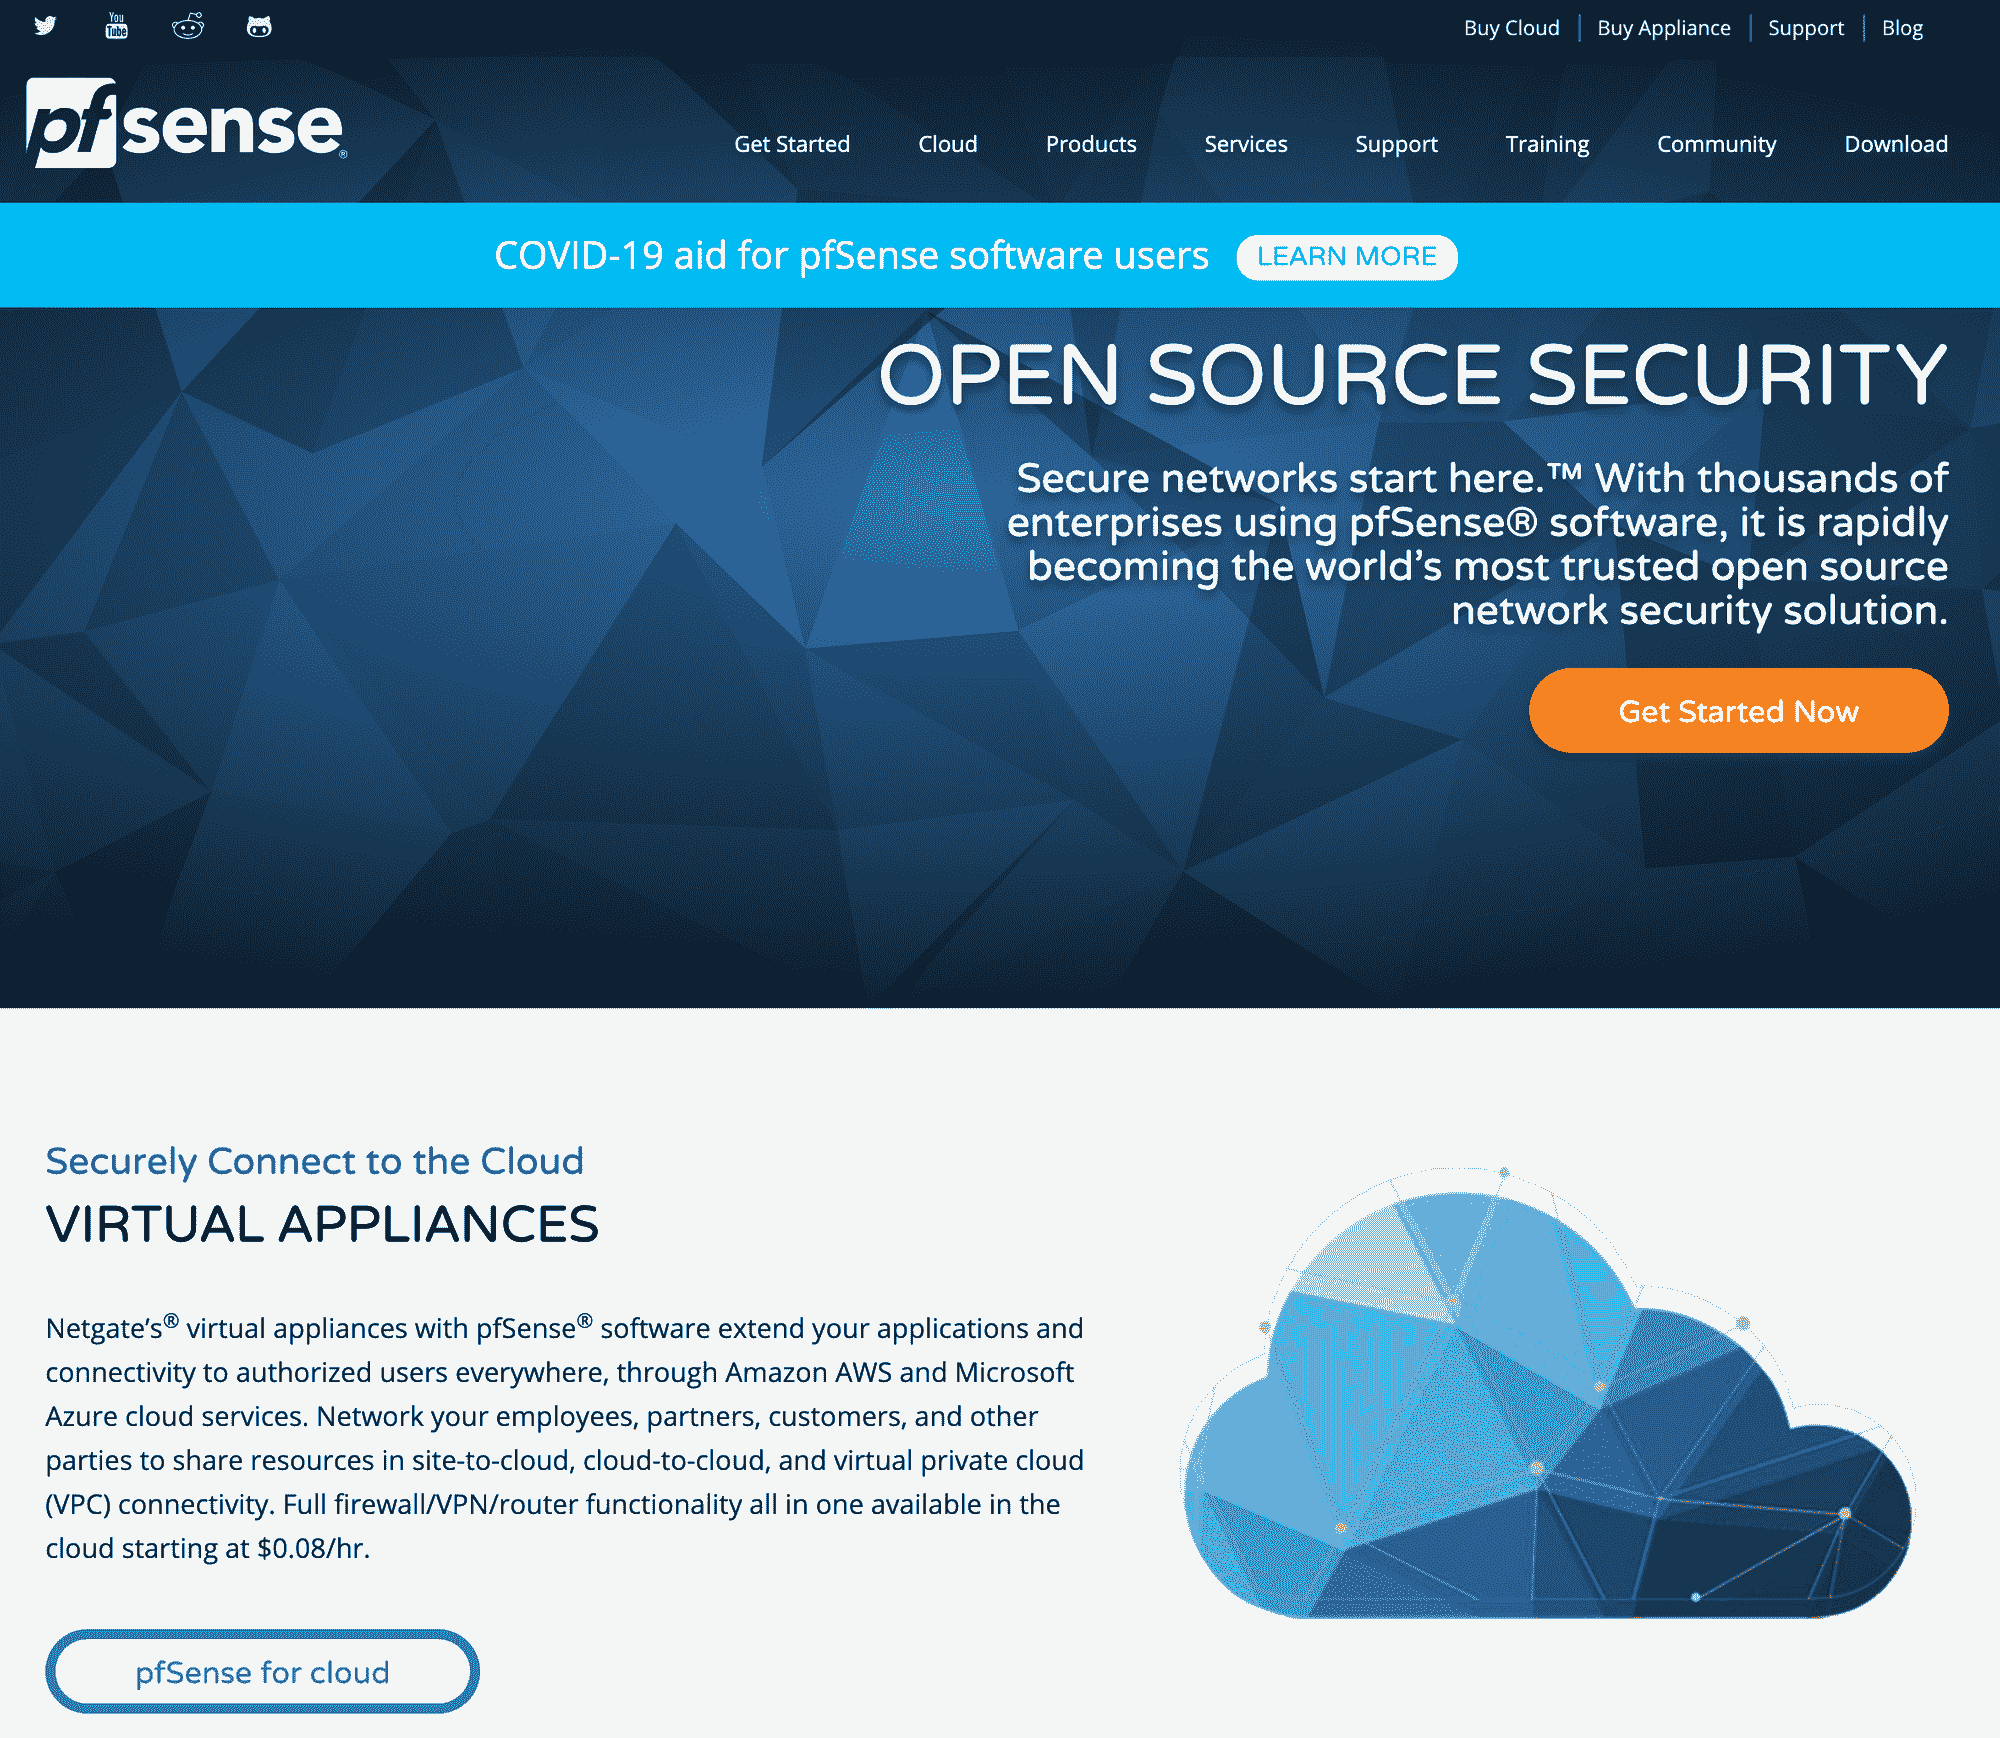 You
Tube
Buy Cloud Buy Appliance Support Blog
pfsense®
Get Started Cloud Products Services Support Training Community Download
COVID-19 aid for pfSense software users LEARN MORE
OPEN SOURCE SECURITY
Secure networks start here.™ With thousands of
enterprises using pfSense® software, it is rapidly
becoming the world’s most trusted open source
network security solution.
Get Started Now
Securely Connect to the Cloud
VIRTUAL APPLIANCES
Netgate’s® virtual appliances with pfSense® software extend your applications and
connectivity to authorized users everywhere, through Amazon AWS and Microsoft
Azure cloud services. Network your employees, partners, customers, and other
parties to share resources in site-to-cloud, cloud-to-cloud, and virtual private cloud
(VPC) connectivity. Full firewall/VPN/router functionality all in one available in the
cloud starting at $0.08/hr.
pfSense for cloud